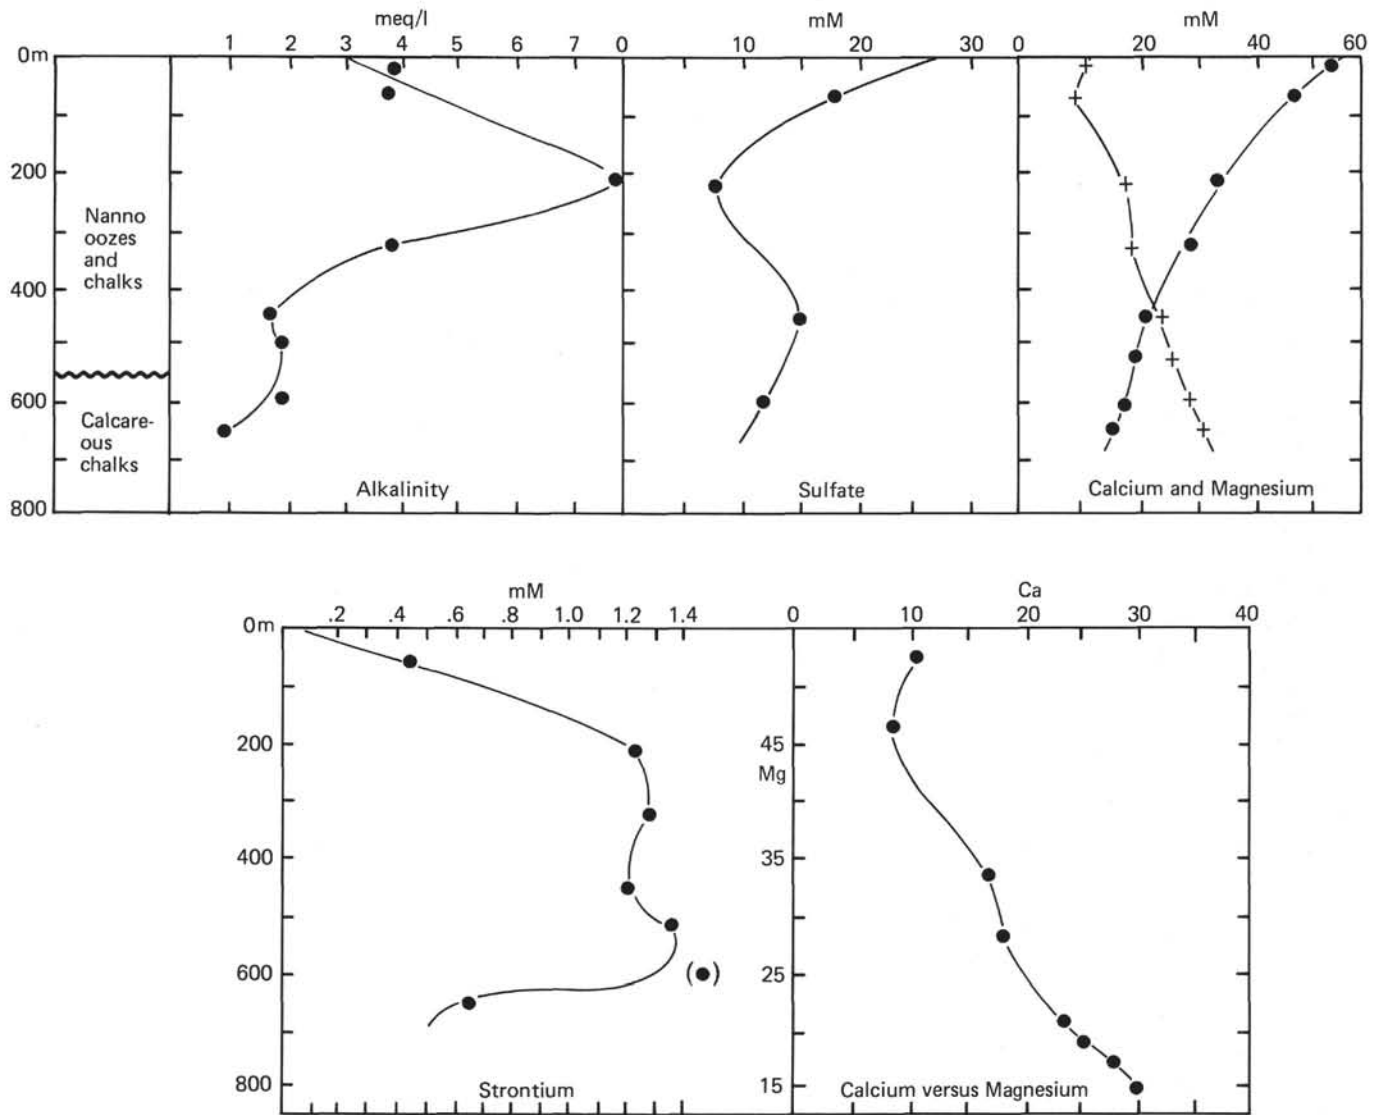 meq/l mM mM
1 2 3 4 5 6 7 0 10 20 30 0 20 40 60
0m
200
Nanno
oozes
and
chalks
400
600
Calcare-
ous
chalks
800
Alkalinity Sulfate Calcium and Magnesium
mM Ca
.2 .4 .6 .8 1.0 1.2 1.4 0 10 20 30 40
0m
200 45
Mg
400 35
600 ( ) 25
800 15
Strontium Calcium versus Magnesium